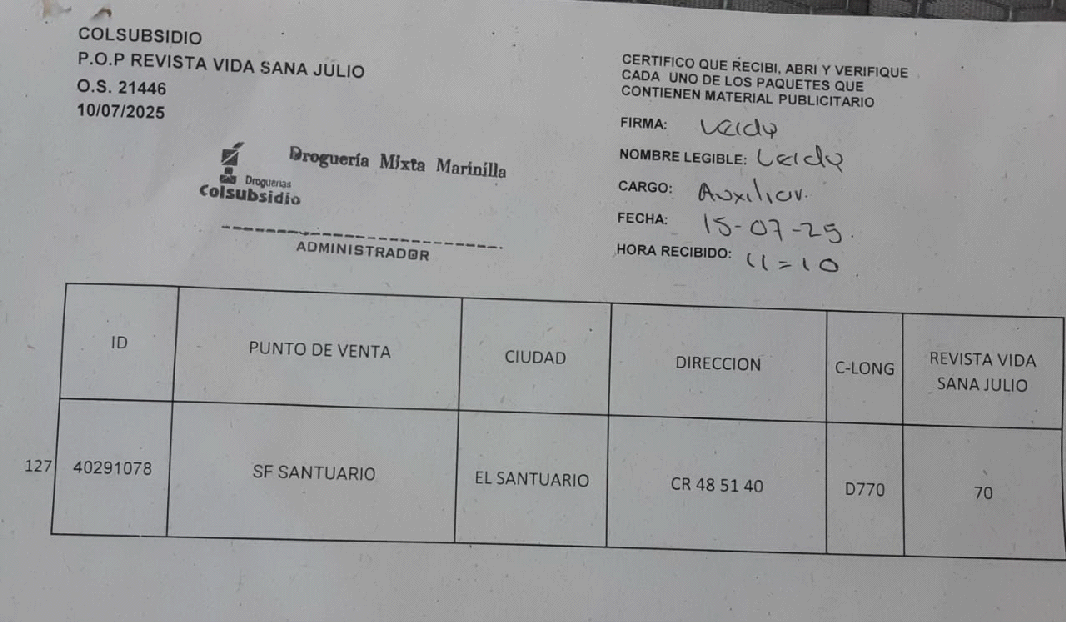 COLSUBSIDIO
P.O.P REVISTA VIDA SANA JULIO
O.S. 21446
10/07/2025
Droguería Mixta Marinilla
Droguerías
Colsubsidio
ADMINISTRADOR
CERTIFICO QUE RECIBI, ABRI Y VERIFIQUE
CADA UNO DE LOS PAQUETES QUE
CONTIENEN MATERIAL PUBLICITARIO
FIRMA: Leidy
NOMBRE LEGIBLE: Leidy
CARGO: Auxiliar.
FECHA: 15-07-25.
HORA RECIBIDO: 11=10
ID PUNTO DE VENTA CIUDAD DIRECCION C-LONG REVISTA VIDA
SANA JULIO
127 40291078 SF SANTUARIO EL SANTUARIO CR 48 51 40 D770 70